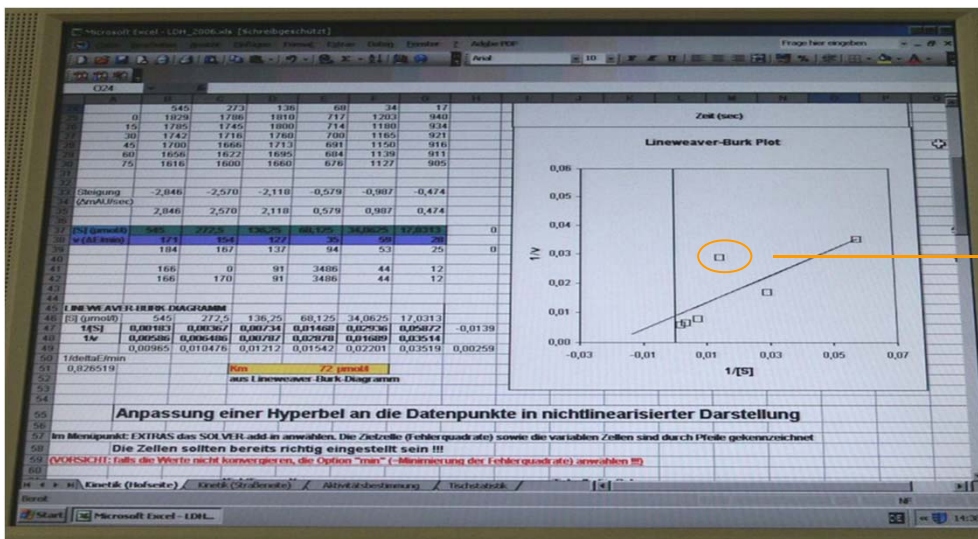 Microsoft Excel - LDH_2006.xls [Schreibgeschützt]
Fenster ? Adobe PDF Frage hier eingeben
Arial 10 F K U
O24
545 273 136 68 34 17
0 1829 1786 1810 717 1203 940
15 1785 1745 1800 714 1180 934
30 1742 1716 1760 700 1165 921
45 1700 1666 1713 691 1150 916
60 1656 1622 1695 684 1139 911
75 1616 1600 1660 676 1127 905
Steigung -2,846 -2,570 -2,118 -0,579 -0,987 -0,474
(ΔmAU/sec)
2,846 2,570 2,118 0,579 0,987 0,474
[S] (µmol/l) 545 272,5 136,25 68,125 34,0625 17,0313 0
v (ΔE/min) 171 154 127 35 59 28
184 167 137 94 53 25 0
166 0 91 3486 44 12
166 170 91 3486 44 12
LINEWEAVER-BURK-DIAGRAMM
[S] (µmol/l) 545 272,5 136,25 68,125 34,0625 17,0313
1/[S] 0,00183 0,00367 0,00734 0,01468 0,02936 0,05872 -0,0139
1/v 0,00586 0,006486 0,00787 0,02878 0,01689 0,03514
0,00965 0,010476 0,01212 0,01542 0,02201 0,03519 0,00259
1/deltaE/min
0,826519 Km 72 µmol/l
aus Lineweaver-Burk-Diagramm
Zeit (sec)
Lineweaver-Burk Plot
0,06
0,05
0,04
0,03
0,02
0,01
0,00
1/v
-0,03 -0,01 0,01 0,03 0,05 0,07
1/[S]
Anpassung einer Hyperbel an die Datenpunkte in nichtlinearisierter Darstellung
Im Menüpunkt: EXTRAS das SOLVER-add-in anwählen. Die Zielzelle (Fehlerquadrate) sowie die variablen Zellen sind durch Pfeile gekennzeichnet
Die Zellen sollten bereits richtig eingestellt sein !!!
(VORSICHT: falls die Werte nicht konvergieren, die Option "min" (=Minimierung der Fehlerquadrate) anwählen !!!)
Kinetik (Hofseite) Kinetik (Straßenseite) Aktivitätsbestimmung Tischstatistik
Bereit NF
Start Microsoft Excel - LDH... DE 14:38